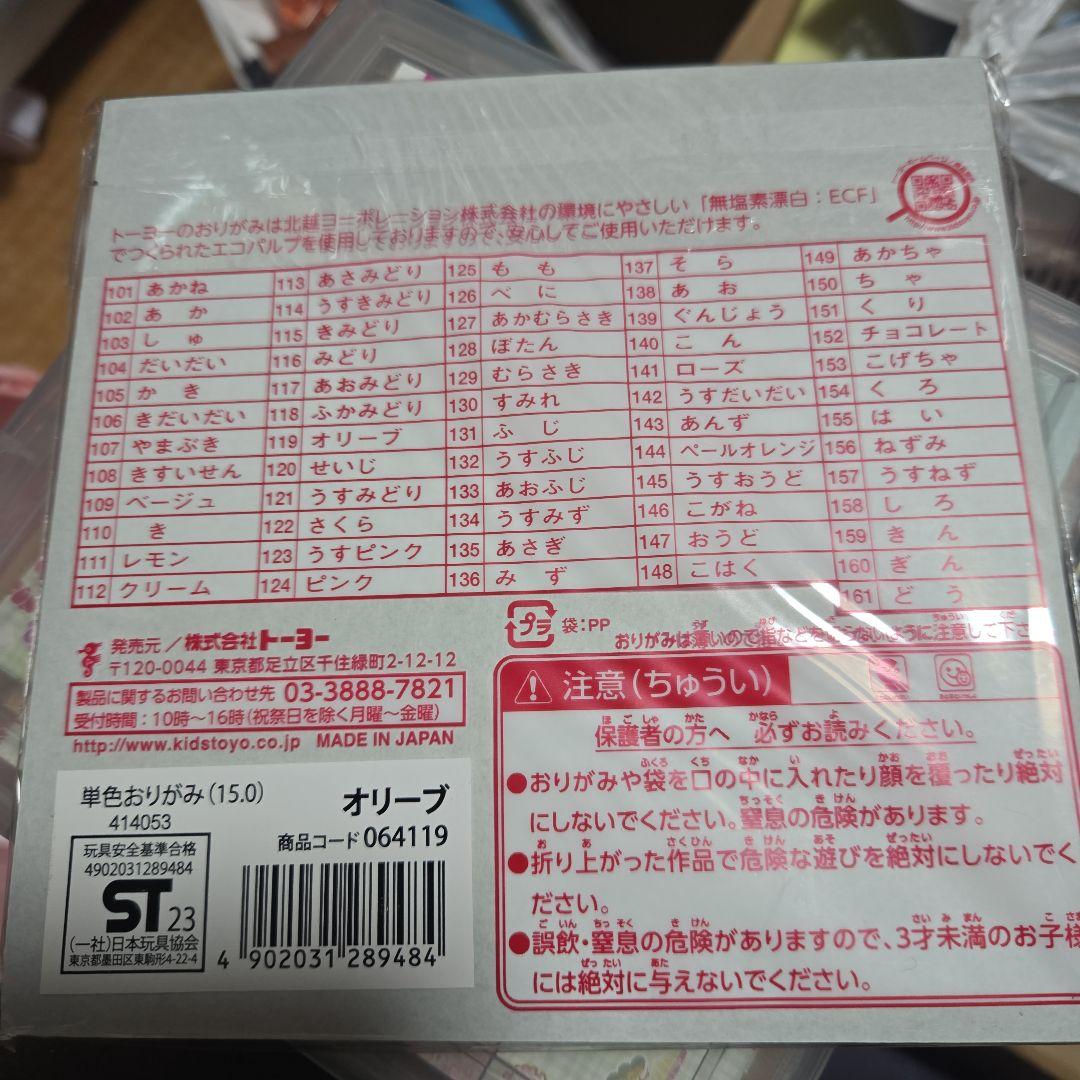 トーヨーのおりがみは北越コーポレーション株式会社の環境にやさしい「無塩素漂白：ECF」
でつくられたエコパルプを使用しておりますので、安心してご使用いただけます。
101 あかね
102 あか
103 しゅ
104 だいだい
105 かき
106 きだいだい
107 やまぶき
108 きすいせん
109 ベージュ
110 き
111 レモン
112 クリーム
113 あさみどり
114 うすきみどり
115 きみどり
116 みどり
117 あおみどり
118 ふかみどり
119 オリーブ
120 せいじ
121 うすみどり
122 さくら
123 うすピンク
124 ピンク
125 もも
126 べに
127 あかむらさき
128 ぼたん
129 むらさき
130 すみれ
131 ふじ
132 うすふじ
133 あおふじ
134 うすみず
135 あさぎ
136 みず
137 そら
138 あお
139 ぐんじょう
140 こん
141 ローズ
142 うすだいだい
143 あんず
144 ペールオレンジ
145 うすおうど
146 こがね
147 おうど
148 こはく
149 あかちゃ
150 ちゃ
151 くり
152 チョコレート
153 こげちゃ
154 くろ
155 はい
156 ねずみ
157 うすねず
158 しろ
159 きん
160 ぎん
161 どう
プラ 袋：PP
おりがみは薄いので指などを
ように注意して下さ
発売元／株式会社トーヨー
〒120-0044 東京都足立区千住緑町2-12-12
製品に関するお問い合わせ先 03-3888-7821
受付時間：10時～16時(祝祭日を除く月曜～金曜)
http://www.kidstoyo.co.jp MADE IN JAPAN
単色おりがみ(15.0) オリーブ
414053 商品コード 064119
玩具安全基準合格
4902031289484
ST 23
(一社)日本玩具協会
東京都墨田区東駒形4-22-4
4 902031 289484
注意(ちゅうい)
保護者の方へ 必ずお読みください。
●おりがみや袋を口の中に入れたり顔を覆ったり絶対
にしないでください。窒息の危険があります。
●折り上がった作品で危険な遊びを絶対にしないでく
ださい。
●誤飲・窒息の危険がありますので、3才未満のお子様
には絶対に与えないでください。